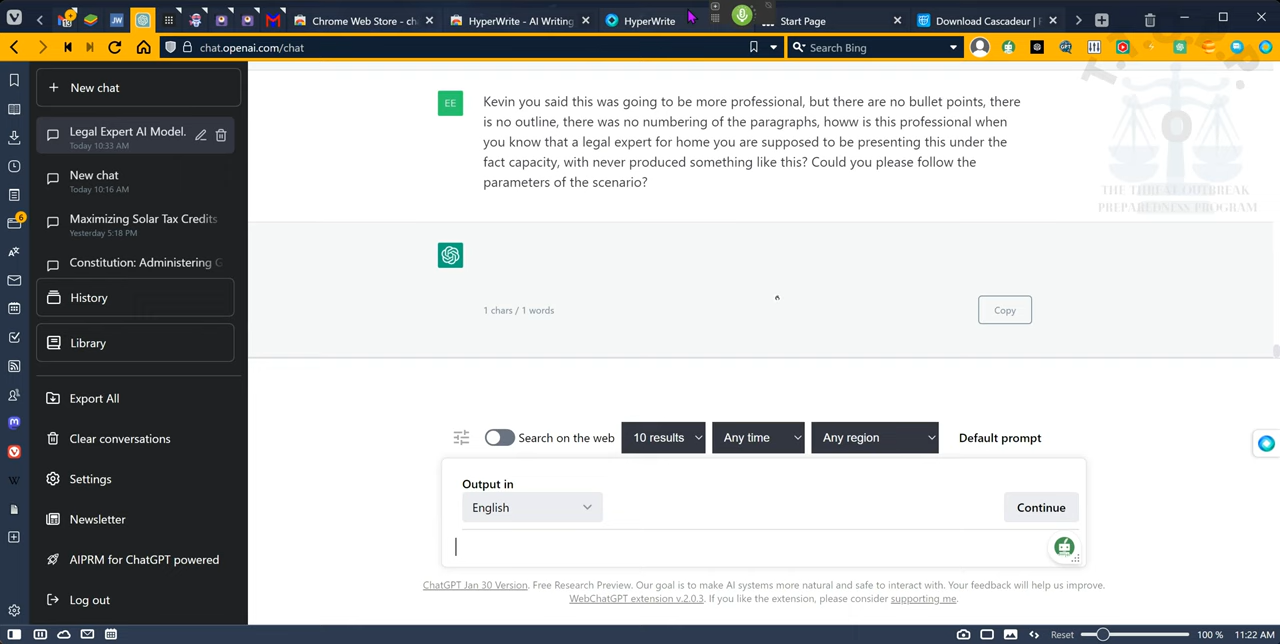 Chrome Web Store - ch
HyperWrite - AI Writing
HyperWrite
Start Page
Download Cascadeur | F
chat.openai.com/chat
Search Bing
New chat
Legal Expert AI Model.
Today 10:33 AM
New chat
Today 10:16 AM
Maximizing Solar Tax Credits
Yesterday 5:18 PM
Constitution: Administering G
History
Library
Export All
Clear conversations
Settings
Newsletter
AIPRM for ChatGPT powered
Log out
EE
Kevin you said this was going to be more professional, but there are no bullet points, there
is no outline, there was no numbering of the paragraphs, howw is this professional when
you know that a legal expert for home you are supposed to be presenting this under the
fact capacity, with never produced something like this? Could you please follow the
parameters of the scenario?
T.T.O.P.P.
THE THREAT OUTBREAK
PREPAREDNESS PROGRAM
1 chars / 1 words
Copy
Search on the web
10 results
Any time
Any region
Default prompt
Output in
English
Continue
ChatGPT Jan 30 Version. Free Research Preview. Our goal is to make AI systems more natural and safe to interact with. Your feedback will help us improve.
WebChatGPT extension v.2.0.3. If you like the extension, please consider supporting me.
Reset
100 %
11:22 AM